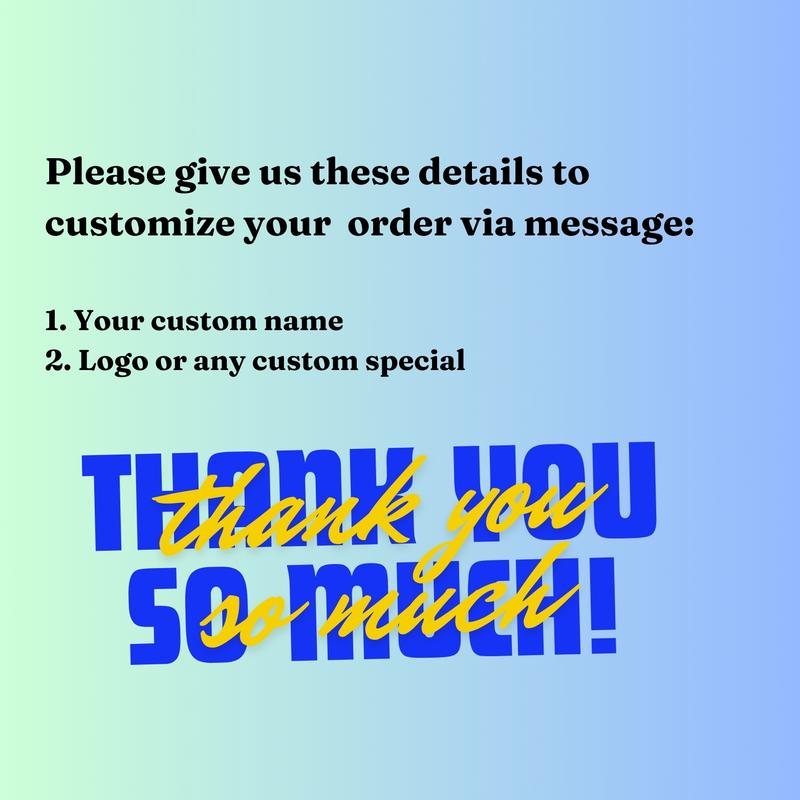 Please give us these details to
customize your  order via message:
1. Your custom name
2. Logo or any custom special
THANK YOU
thank you
SO MUCH!
so much